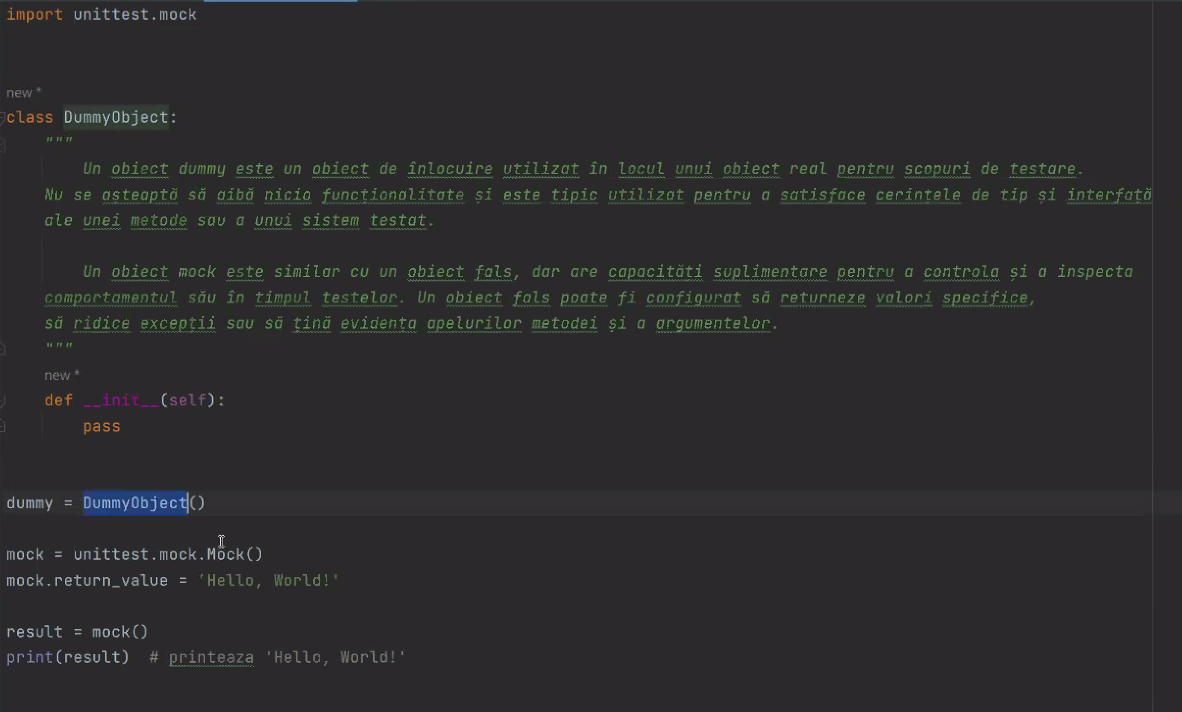 import unittest.mock
new *
class DummyObject:
"""
Un obiect dummy este un obiect de înlocuire utilizat în locul unui obiect real pentru scopuri de testare.
Nu se așteaptă să aibă nicio funcționalitate și este tipic utilizat pentru a satisface cerințele de tip și interfață
ale unei metode sau a unui sistem testat.
Un obiect mock este similar cu un obiect fals, dar are capacități suplimentare pentru a controla și a inspecta
comportamentul său în timpul testelor. Un obiect fals poate fi configurat să returneze valori specifice,
să ridice excepții sau să țină evidența apelurilor metodei și a argumentelor.
"""
new *
def __init__(self):
pass
dummy = DummyObject()
mock = unittest.mock.Mock()
mock.return_value = 'Hello, World!'
result = mock()
print(result)  # printeaza 'Hello, World!'